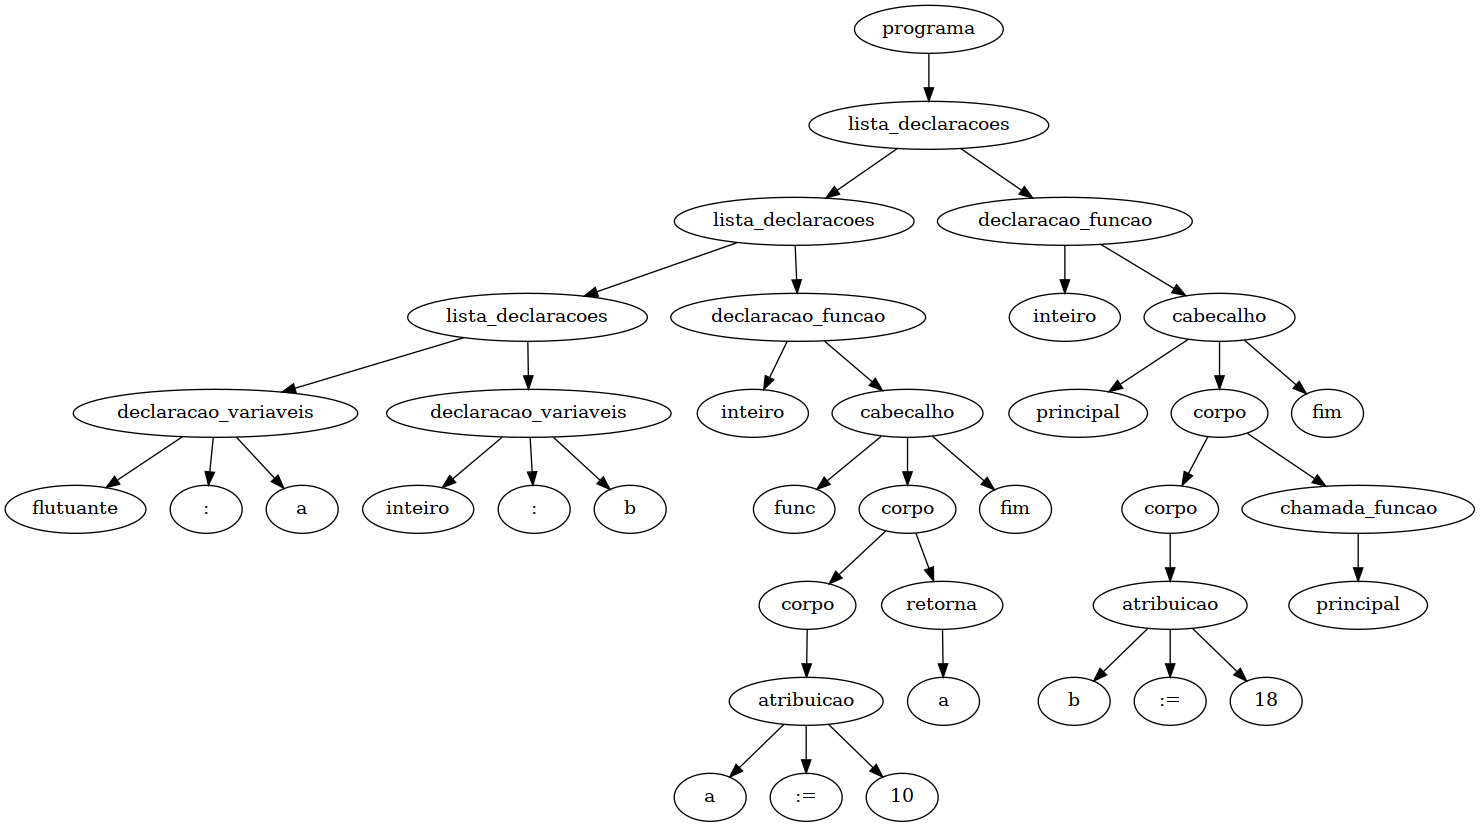 programa
lista_declaracoes
lista_declaracoes declaracao_funcao
lista_declaracoes declaracao_funcao inteiro cabecalho
declaracao_variaveis declaracao_variaveis inteiro cabecalho principal corpo fim
flutuante : a inteiro : b func corpo fim corpo chamada_funcao
corpo retorna atribuicao principal
atribuicao a b := 18
a := 10